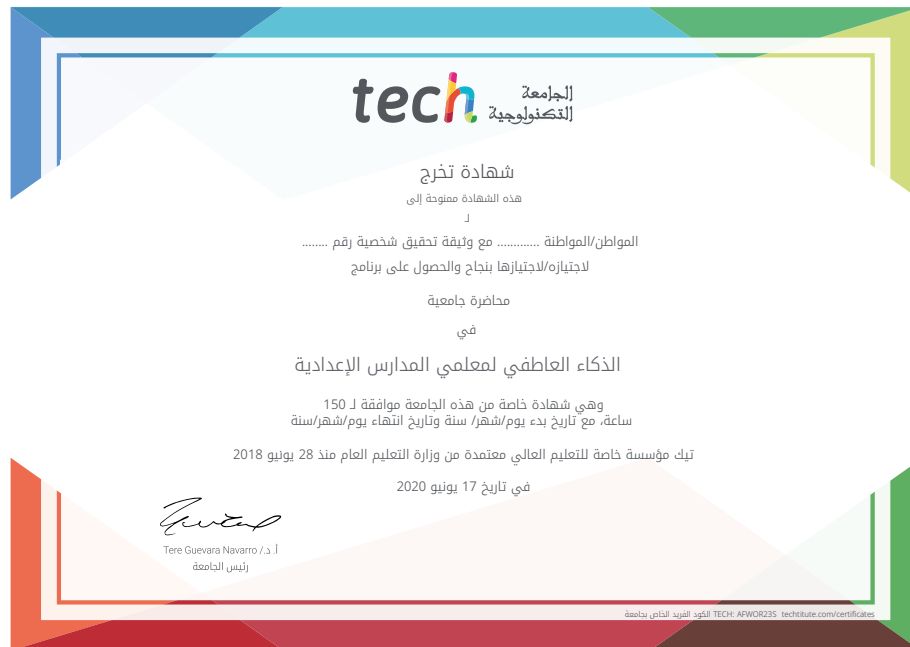 tech
الجامعة
التكنولوجية
شهادة تخرج
هذه الشهادة ممنوحة إلى
لـ
المواطن/المواطنة ............ مع وثيقة تحقيق شخصية رقم ........
لاجتيازه/لاجتيازها بنجاح والحصول على برنامج
محاضرة جامعية
في
الذكاء العاطفي لمعلمي المدارس الإعدادية
وهي شهادة خاصة من هذه الجامعة موافقة لـ 150
ساعة، مع تاريخ بدء يوم/شهر/ سنة وتاريخ انتهاء يوم/شهر/سنة
تيك مؤسسة خاصة للتعليم العالي معتمدة من وزارة التعليم العام منذ 28 يونيو 2018
في تاريخ 17 يونيو 2020
أ. د./ Tere Guevara Navarro
رئيس الجامعة
الكود الفريد الخاص بجامعة TECH: AFWOR23S techtitute.com/certificates